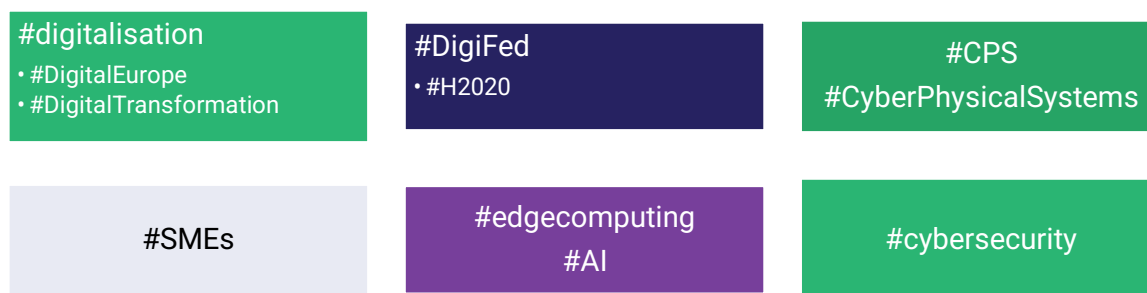 #digitalisation
• #DigitalEurope
• #DigitalTransformation
#DigiFed
• #H2020
#CPS
#CyberPhysicalSystems
#SMEs
#edgecomputing
#AI
#cybersecurity